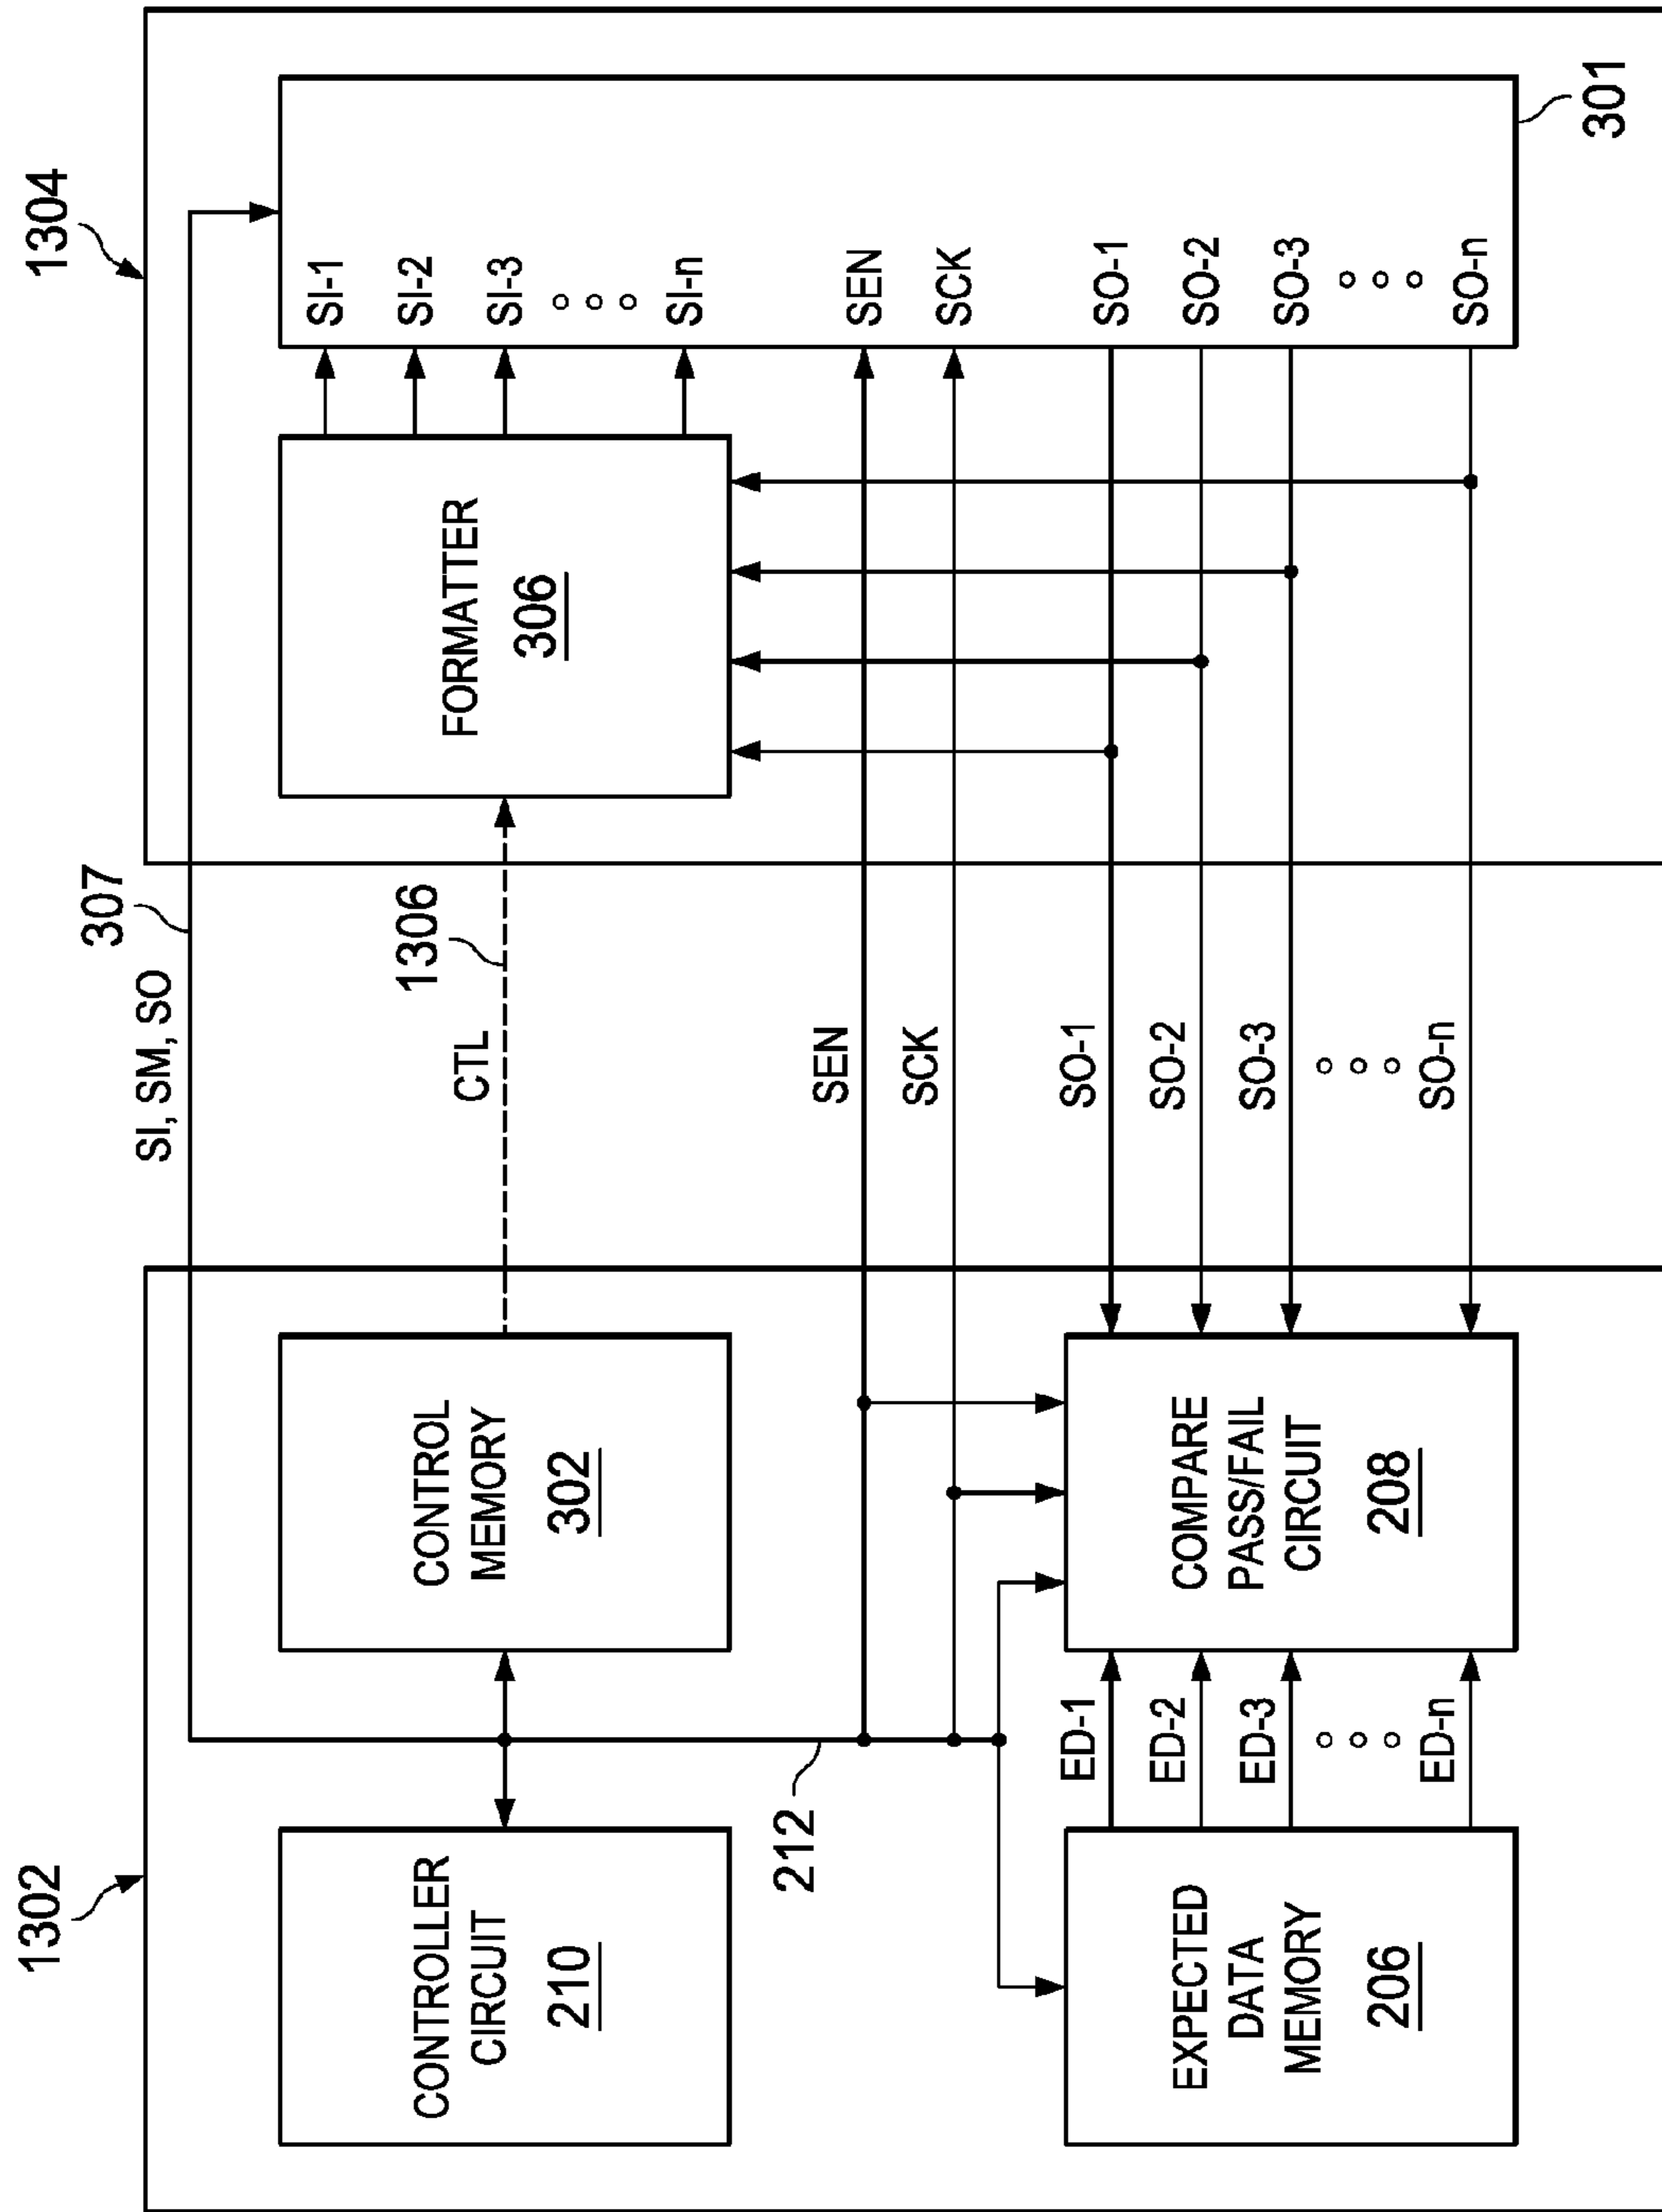 1302
1304
307
SI, SM, SO
CONTROLLER
CIRCUIT
210
CONTROL
MEMORY
302
CTL
1306
FORMATTER
306
SI-1
SI-2
SI-3
SI-n
SEN
SCK
SO-1
SO-2
SO-3
SO-n
301
212
SEN
SCK
SO-1
SO-2
SO-3
SO-n
EXPECTED
DATA
MEMORY
206
ED-1
ED-2
ED-3
ED-n
COMPARE
PASS/FAIL
CIRCUIT
208